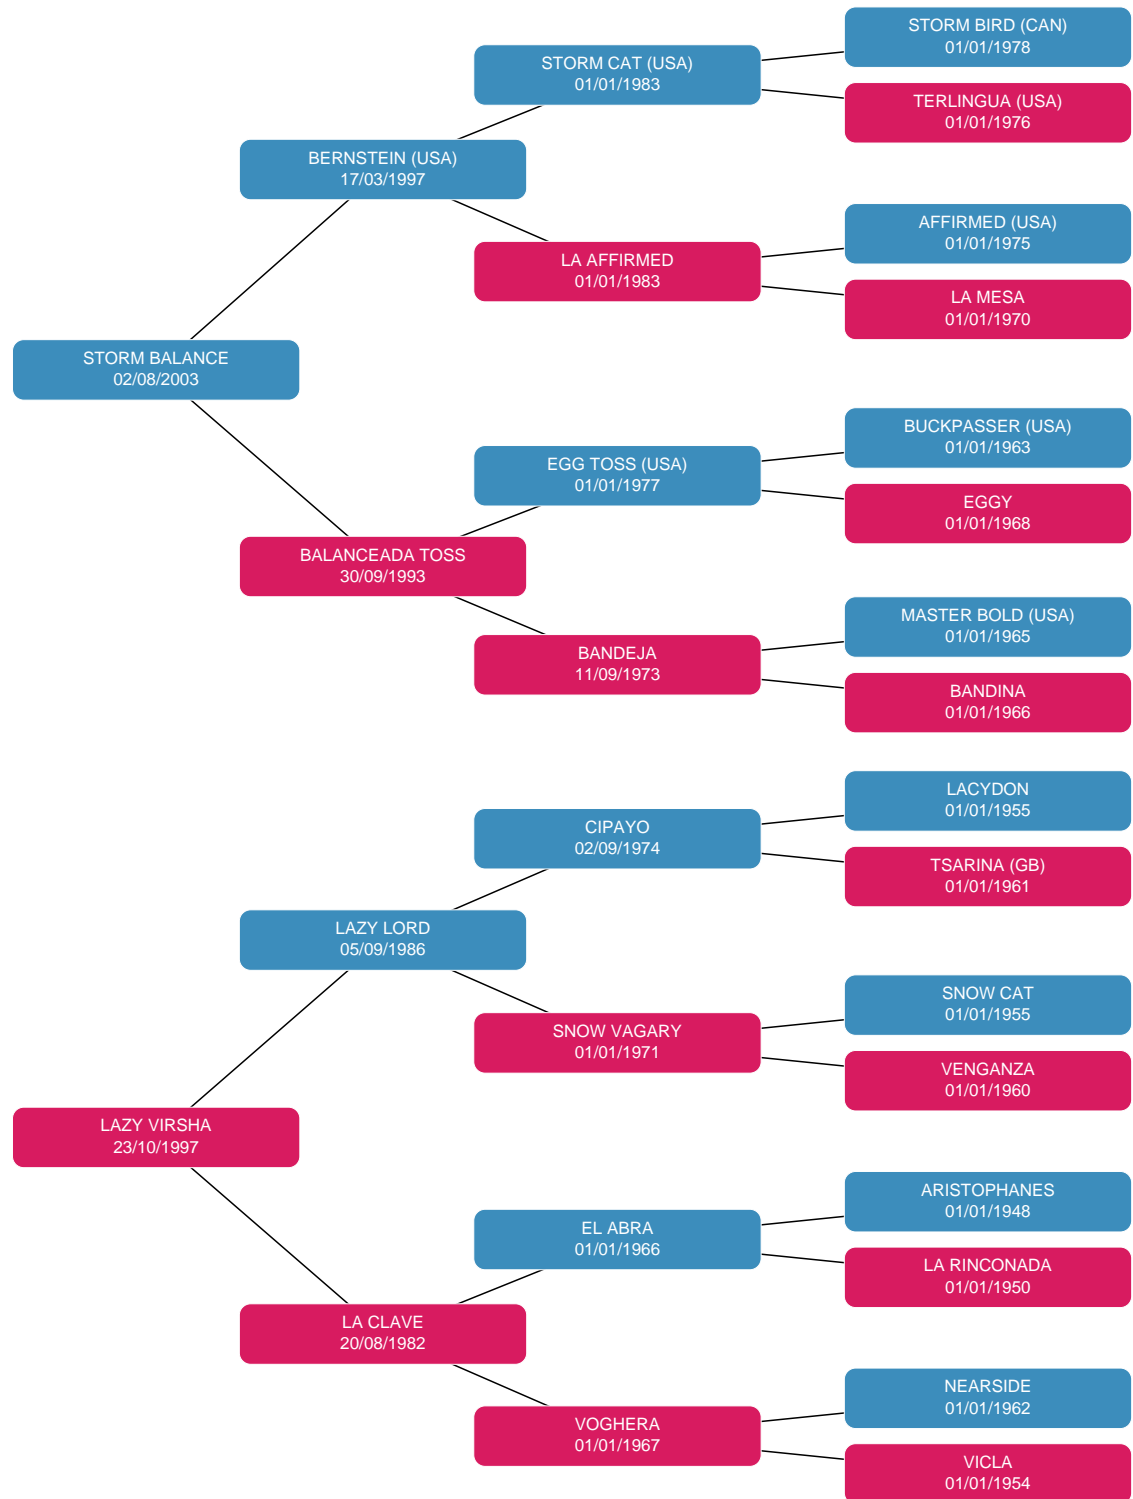 STORM BIRD (CAN)
01/01/1978
STORM CAT (USA)
01/01/1983
TERLINGUA (USA)
01/01/1976
BERNSTEIN (USA)
17/03/1997
AFFIRMED (USA)
01/01/1975
LA AFFIRMED
01/01/1983
LA MESA
01/01/1970
STORM BALANCE
02/08/2003
BUCKPASSER (USA)
01/01/1963
EGG TOSS (USA)
01/01/1977
EGGY
01/01/1968
BALANCEADA TOSS
30/09/1993
MASTER BOLD (USA)
01/01/1965
BANDEJA
11/09/1973
BANDINA
01/01/1966
LACYDON
01/01/1955
CIPAYO
02/09/1974
TSARINA (GB)
01/01/1961
LAZY LORD
05/09/1986
SNOW CAT
01/01/1955
SNOW VAGARY
01/01/1971
VENGANZA
01/01/1960
LAZY VIRSHA
23/10/1997
ARISTOPHANES
01/01/1948
EL ABRA
01/01/1966
LA RINCONADA
01/01/1950
LA CLAVE
20/08/1982
NEARSIDE
01/01/1962
VOGHERA
01/01/1967
VICLA
01/01/1954